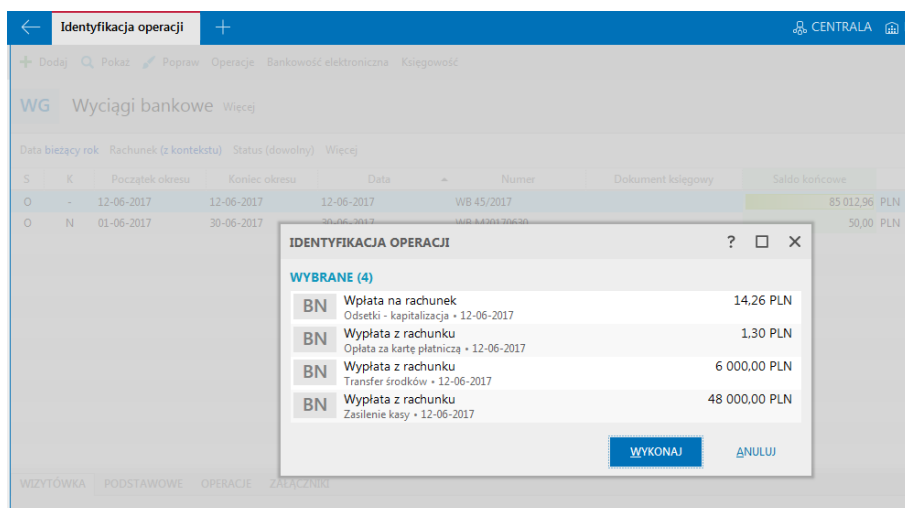 Identyfikacja operacji
CENTRALA
Dodaj Pokaż Popraw Operacje Bankowość elektroniczna Księgowość
WG Wyciągi bankowe Więcej
Data bieżący rok Rachunek (z kontekstu) Status (dowolny) Więcej
S K Początek okresu Koniec okresu Data Numer Dokument księgowy Saldo końcowe
O - 12-06-2017 12-06-2017 12-06-2017 WB 45/2017 85 012,96 PLN
O N 01-06-2017 30-06-2017 30-06-2017 WB M20170630 50,00 PLN
IDENTYFIKACJA OPERACJI ?
WYBRANE (4)
BN Wpłata na rachunek 14,26 PLN
Odsetki - kapitalizacja • 12-06-2017
BN Wypłata z rachunku 1,30 PLN
Opłata za kartę płatniczą • 12-06-2017
BN Wypłata z rachunku 6 000,00 PLN
Transfer środków • 12-06-2017
BN Wypłata z rachunku 48 000,00 PLN
Zasilenie kasy • 12-06-2017
WYKONAJ ANULUJ
WIZYTÓWKA PODSTAWOWE OPERACJE ZAŁĄCZNIKI